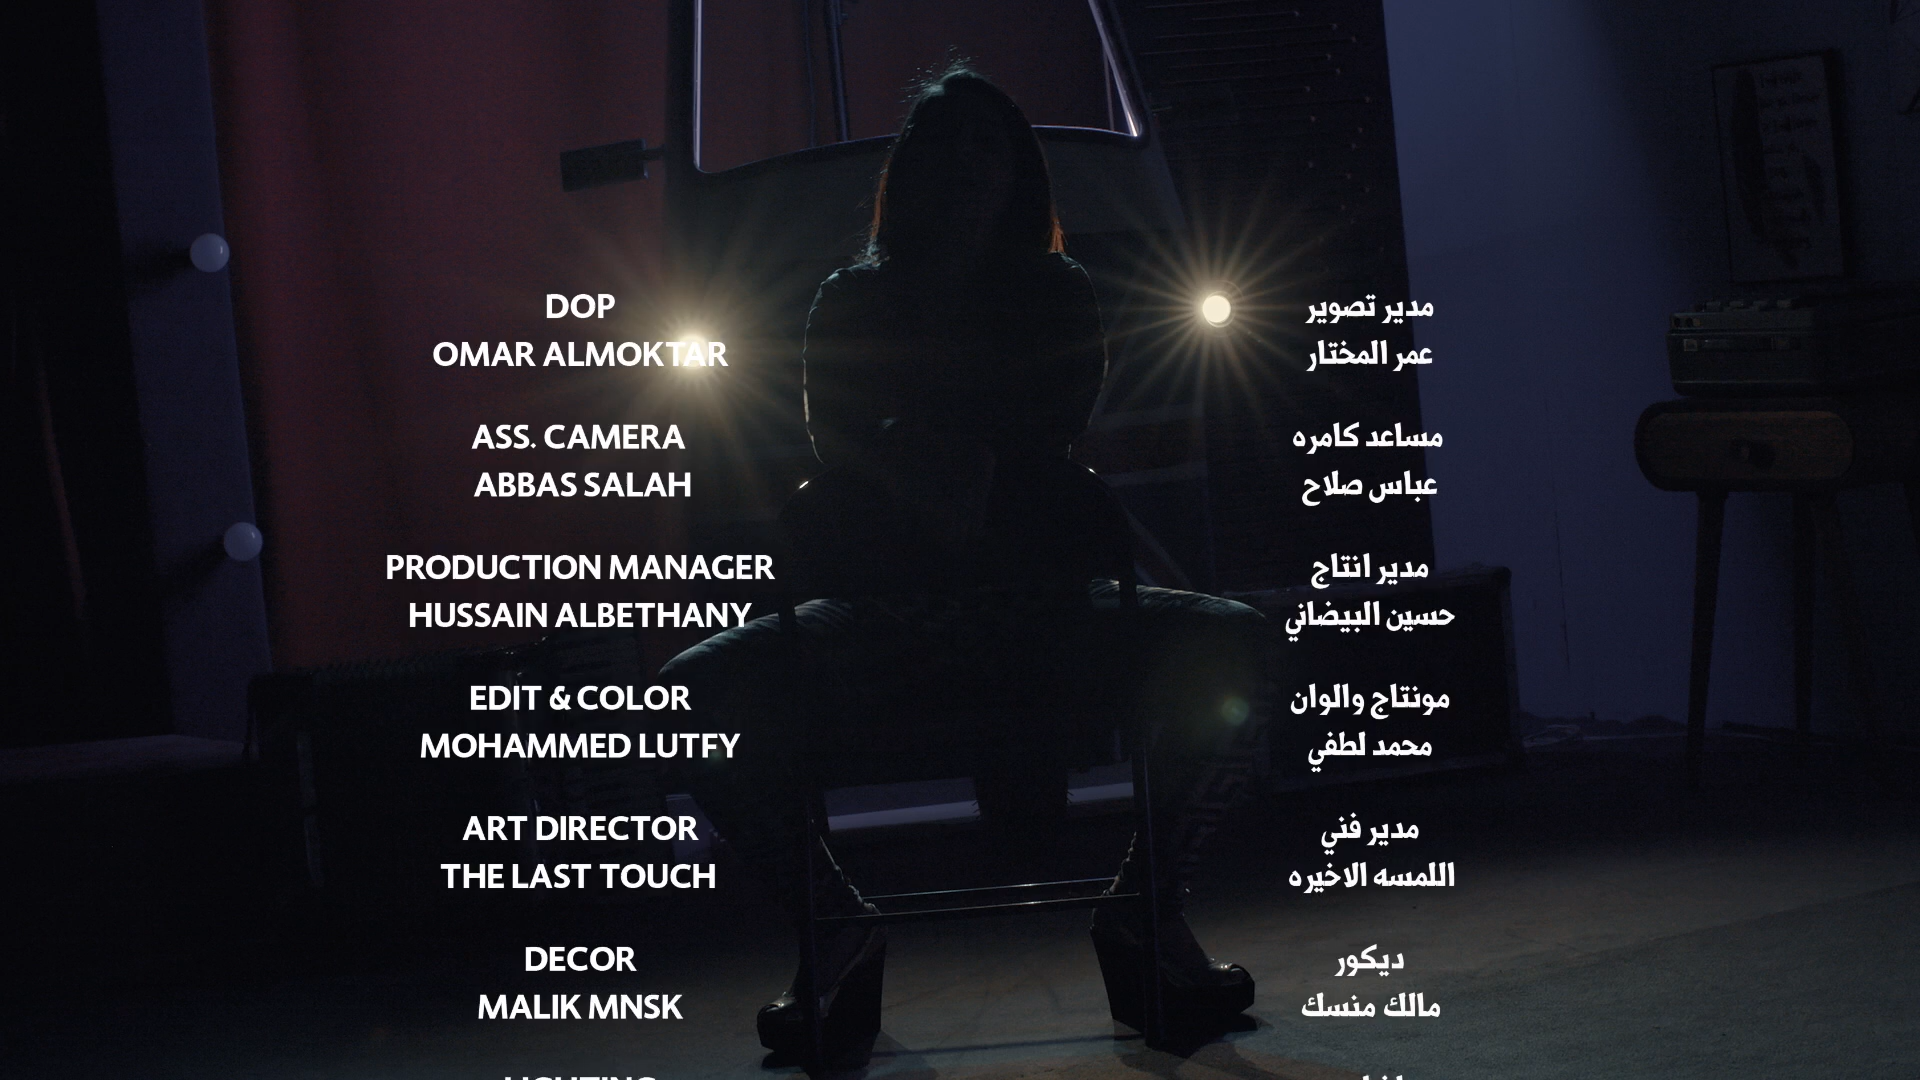 DOP
مدير تصوير
OMAR ALMOKTAR
عمر المختار
ASS. CAMERA
مساعد كامره
ABBAS SALAH
عباس صلاح
PRODUCTION MANAGER
مدير انتاج
HUSSAIN ALBETHANY
حسين البيضاني
EDIT & COLOR
مونتاج والوان
MOHAMMED LUTFY
محمد لطفي
ART DIRECTOR
مدير فني
THE LAST TOUCH
اللمسه الاخيره
DECOR
ديكور
MALIK MNSK
مالك منسك
LIGHTING